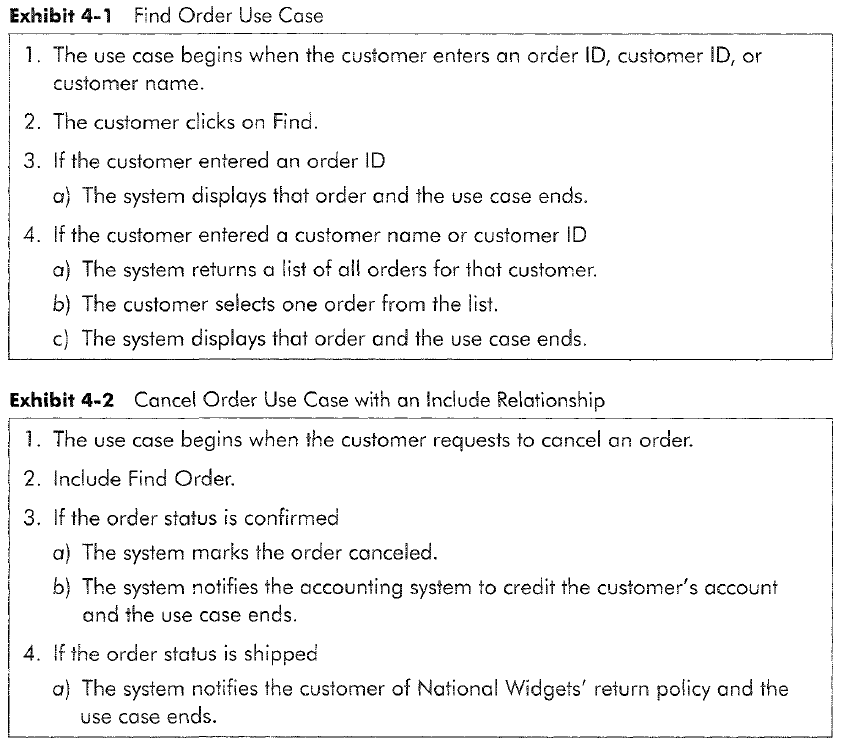 Exhibit 4-1 Find Order Use Case
1. The use case begins when the customer enters an order ID, customer ID, or
customer name.
2. The customer clicks on Find.
3. If the customer entered an order ID
a) The system displays that order and the use case ends.
4. If the customer entered a customer name or customer ID
a) The system returns a list of all orders for that customer.
b) The customer selects one order from the list.
c) The system displays that order and the use case ends.
Exhibit 4-2 Cancel Order Use Case with an Include Relationship
1. The use case begins when the customer requests to cancel an order.
2. Include Find Order.
3. If the order status is confirmed
a) The system marks the order canceled.
b) The system notifies the accounting system to credit the customer's account
and the use case ends.
4. If the order status is shipped
a) The system notifies the customer of National Widgets' return policy and the
use case ends.